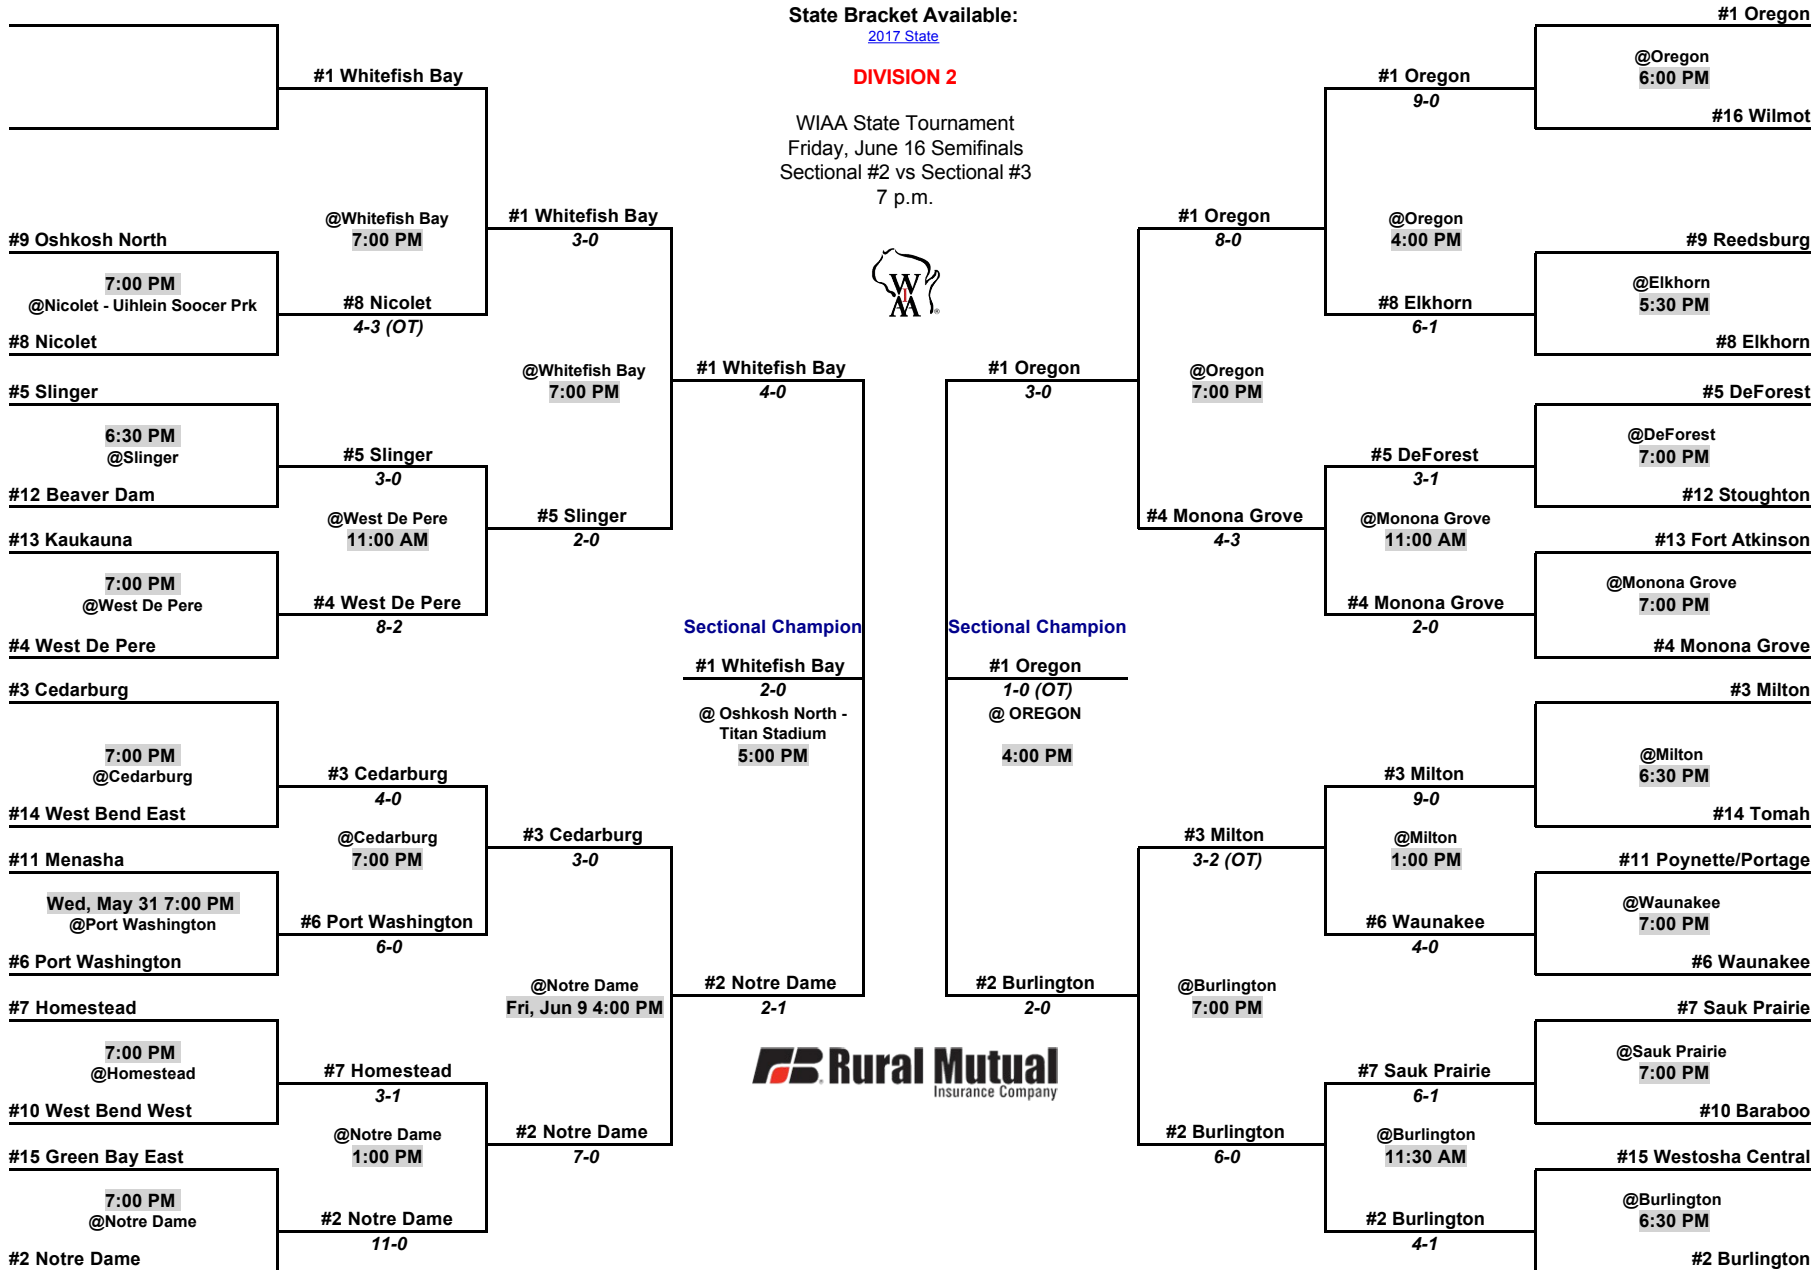 State Bracket Available:
2017 State
DIVISION 2
WIAA State Tournament
Friday, June 16 Semifinals
Sectional #2 vs Sectional #3
7 p.m.
W
I
AA
®
#9 Oshkosh North
7:00 PM
@Nicolet - Uihlein Soocer Prk
#8 Nicolet
#5 Slinger
6:30 PM
@Slinger
#12 Beaver Dam
#13 Kaukauna
7:00 PM
@West De Pere
#4 West De Pere
#3 Cedarburg
7:00 PM
@Cedarburg
#14 West Bend East
#11 Menasha
Wed, May 31 7:00 PM
@Port Washington
#6 Port Washington
#7 Homestead
7:00 PM
@Homestead
#10 West Bend West
#15 Green Bay East
7:00 PM
@Notre Dame
#2 Notre Dame
#1 Whitefish Bay
@Whitefish Bay
7:00 PM
#8 Nicolet
4-3 (OT)
#5 Slinger
3-0
@West De Pere
11:00 AM
#4 West De Pere
8-2
#3 Cedarburg
4-0
@Cedarburg
7:00 PM
#6 Port Washington
6-0
#7 Homestead
3-1
@Notre Dame
1:00 PM
#2 Notre Dame
11-0
#1 Whitefish Bay
3-0
@Whitefish Bay
7:00 PM
#5 Slinger
2-0
#3 Cedarburg
3-0
@Notre Dame
Fri, Jun 9 4:00 PM
#2 Notre Dame
7-0
#1 Whitefish Bay
4-0
Sectional Champion
#1 Whitefish Bay
2-0
@ Oshkosh North -
Titan Stadium
5:00 PM
#2 Notre Dame
2-1
#1 Oregon
3-0
Sectional Champion
#1 Oregon
1-0 (OT)
@ OREGON
4:00 PM
#2 Burlington
2-0
Rural Mutual
Insurance Company
#1 Oregon
8-0
@Oregon
7:00 PM
#4 Monona Grove
4-3
#3 Milton
3-2 (OT)
@Burlington
7:00 PM
#2 Burlington
6-0
#1 Oregon
9-0
@Oregon
4:00 PM
#8 Elkhorn
6-1
#5 DeForest
3-1
@Monona Grove
11:00 AM
#4 Monona Grove
2-0
#3 Milton
9-0
@Milton
1:00 PM
#6 Waunakee
4-0
#7 Sauk Prairie
6-1
@Burlington
11:30 AM
#2 Burlington
4-1
#1 Oregon
@Oregon
6:00 PM
#16 Wilmot
#9 Reedsburg
@Elkhorn
5:30 PM
#8 Elkhorn
#5 DeForest
@DeForest
7:00 PM
#12 Stoughton
#13 Fort Atkinson
@Monona Grove
7:00 PM
#4 Monona Grove
#3 Milton
@Milton
6:30 PM
#14 Tomah
#11 Poynette/Portage
@Waunakee
7:00 PM
#6 Waunakee
#7 Sauk Prairie
@Sauk Prairie
7:00 PM
#10 Baraboo
#15 Westosha Central
@Burlington
6:30 PM
#2 Burlington